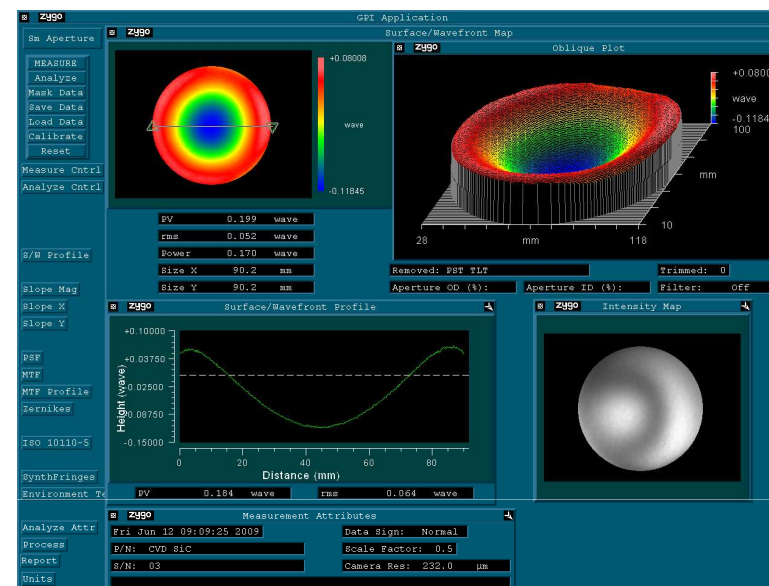 zygo GPI Application
Sm Aperture
MEASURE
Analyze
Mask Data
Save Data
Load Data
Calibrate
Reset
Measure Cntrl
Analyze Cntrl
S/W Profile
Slope Mag
Slope X
Slope Y
PSF
MTF
MTF Profile
Zernikes
ISO 10110-5
SynthFringes
Environment Te
Analyze Attr
Process
Report
Units
zygo Surface/Wavefront Map
+0.08008
wave
-0.11845
PV 0.199 wave
rms 0.052 wave
Power 0.170 wave
Size X 90.2 mm
Size Y 90.2 mm
zygo Oblique Plot
+0.0800
wave
-0.1184
100
mm
10
28 mm 118
Removed: PST TLT Trimmed: 0
Aperture OD (%): Aperture ID (%): Filter: Off
zygo Surface/Wavefront Profile
+0.10000
+0.03750
-0.02500
-0.08750
-0.15000
Height (wave)
0 20 40 60 80
Distance (mm)
PV 0.184 wave rms 0.064 wave
zygo Intensity Map
zygo Measurement Attributes
Fri Jun 12 09:09:25 2009 Data Sign: Normal
P/N: CVD SiC Scale Factor: 0.5
S/N: 03 Camera Res: 232.0 µm